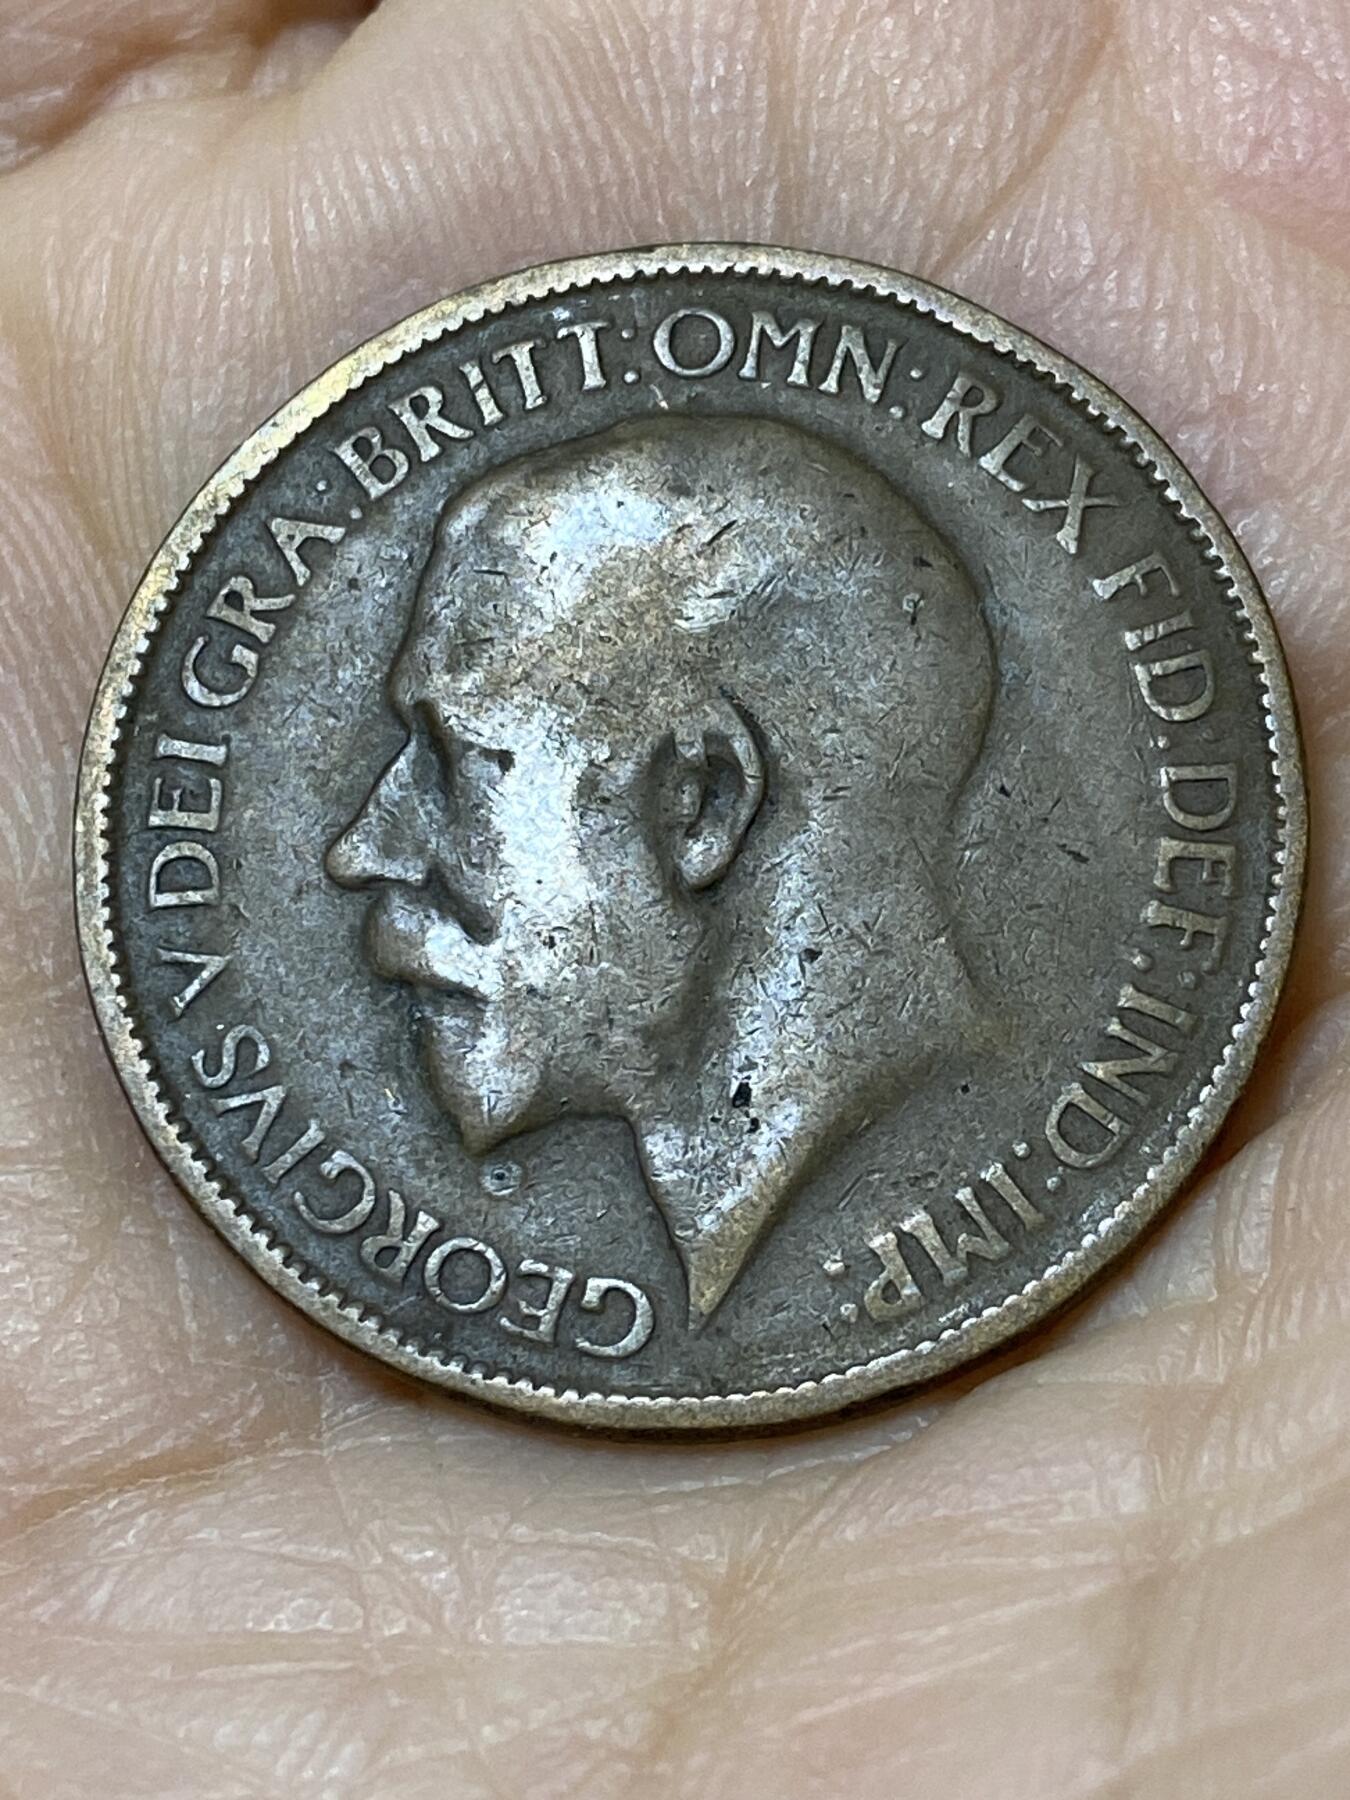 GEORGIVS V DEI GRA: BRITT: OMN: REX FID: DEF: IND: IMP: